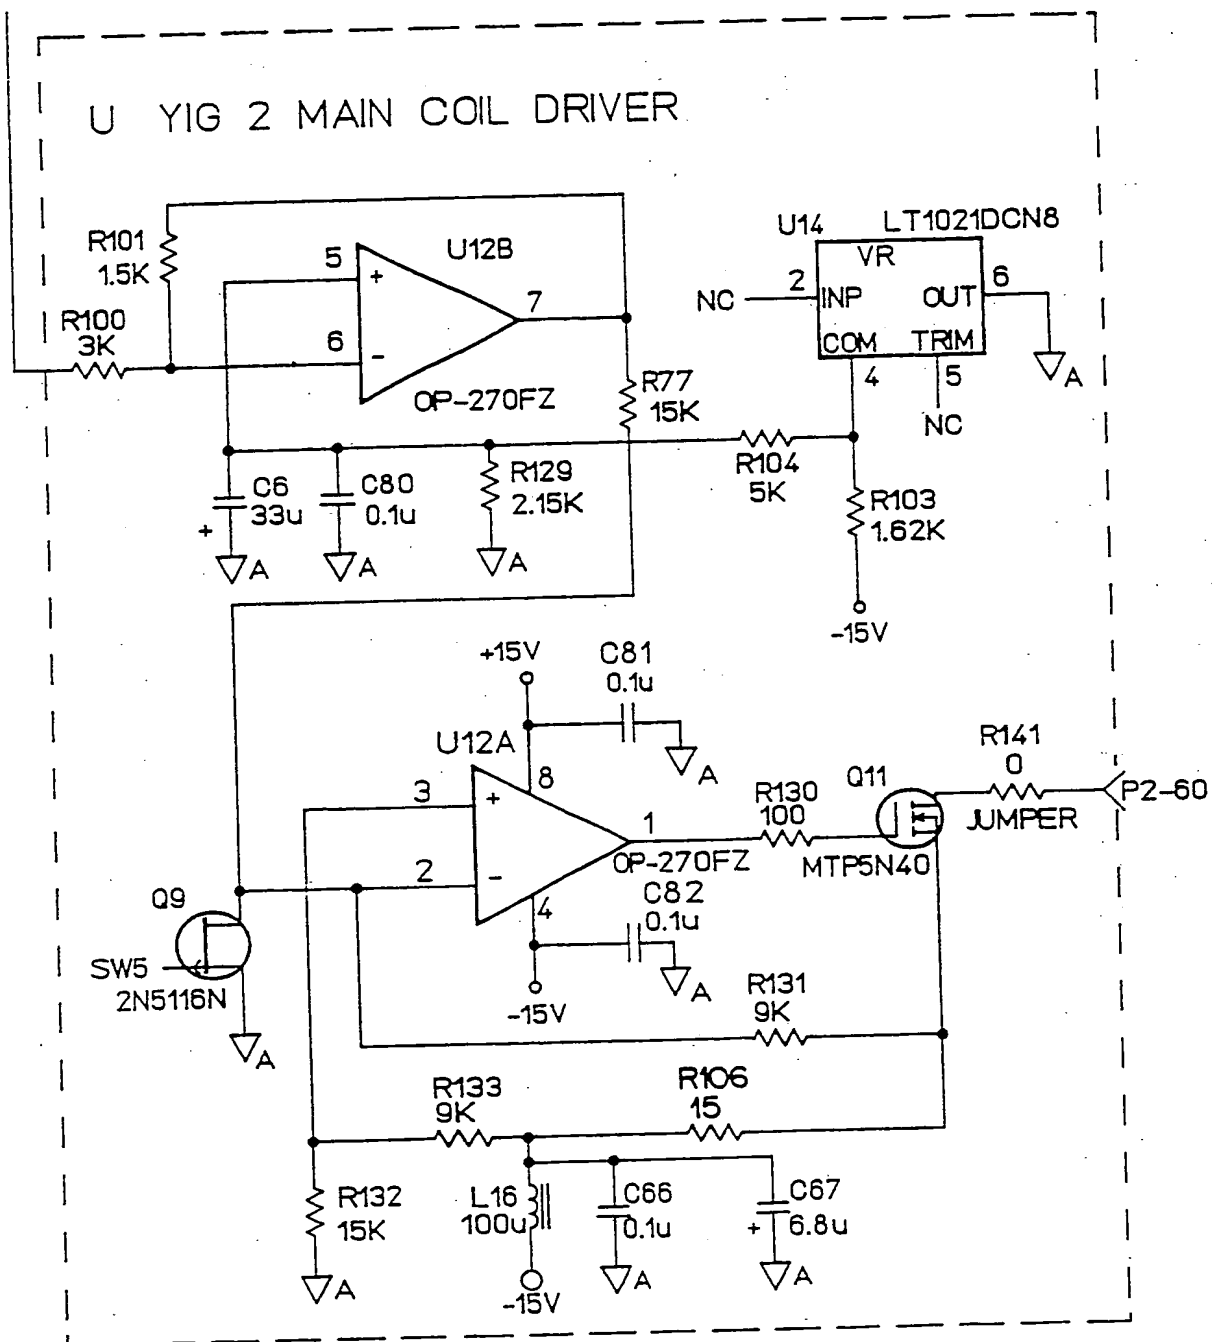 U YIG 2 MAIN COIL DRIVER
R101
1.5K
R100
3K
5
+
6
-
U12B
7
OP-270FZ
U14
LT1021DCN8
VR
NC
2
INP
OUT
6
COM
TRIM
4
5
NC
A
R77
15K
R104
5K
R103
1.62K
-15V
C6
33u
+
A
C80
0.1u
A
R129
2.15K
A
+15V
C81
0.1u
A
U12A
8
3
+
2
-
1
4
OP-270FZ
R130
100
Q11
MTP5N40
R141
0
JUMPER
P2-60
C82
0.1u
A
-15V
Q9
SW5
2N5116N
A
R131
9K
R133
9K
R106
15
R132
15K
A
L16
100u
-15V
C66
0.1u
A
C67
+ 6.8u
A